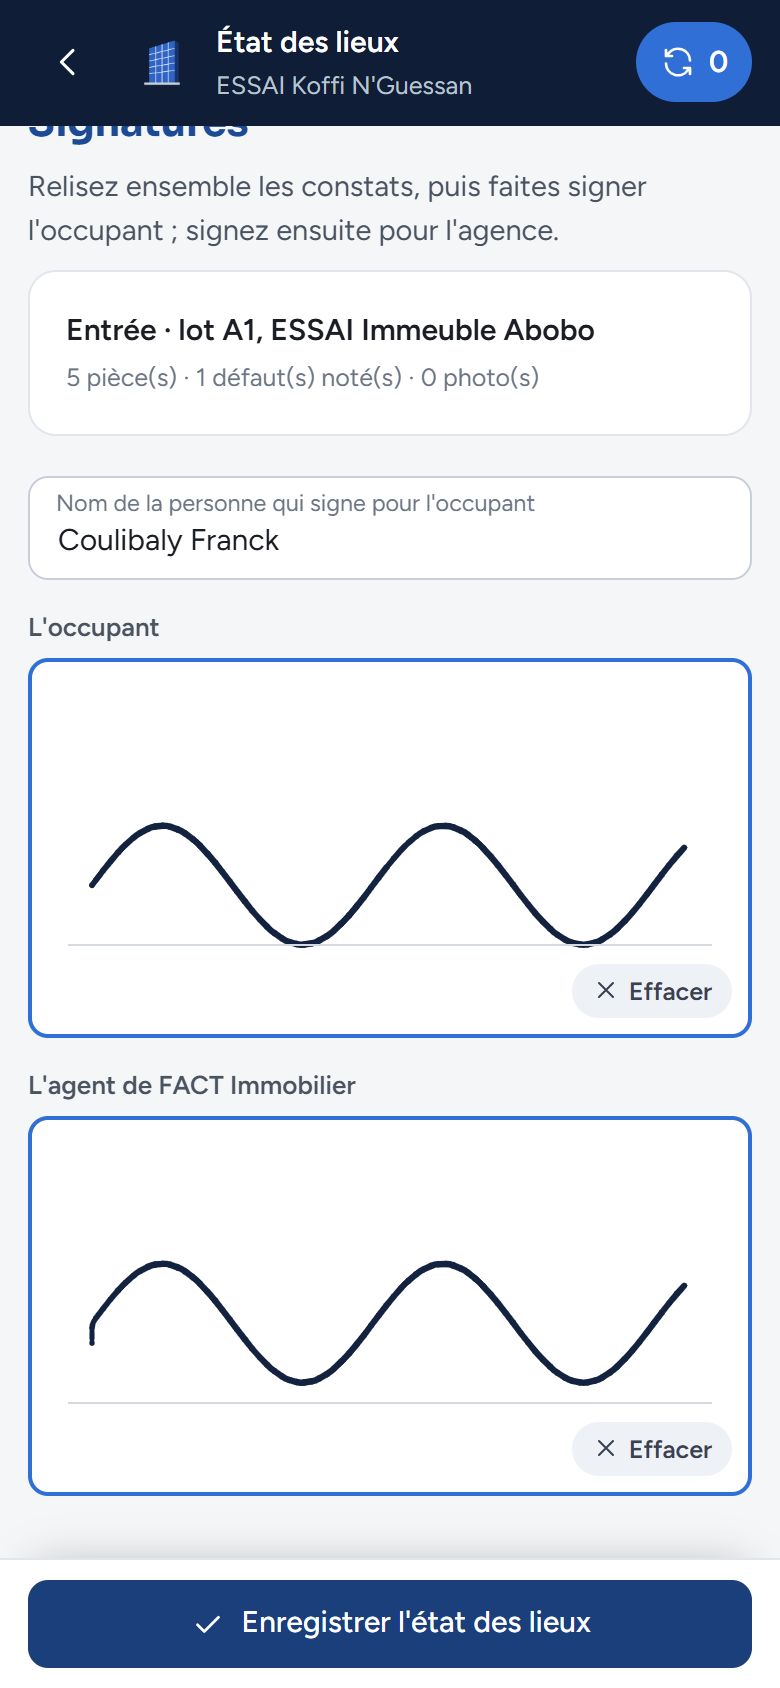 État des lieux
ESSAI Koffi N'Guessan
0
Signatures
Relisez ensemble les constats, puis faites signer
l'occupant ; signez ensuite pour l'agence.
Entrée · lot A1, ESSAI Immeuble Abobo
5 pièce(s) · 1 défaut(s) noté(s) · 0 photo(s)
Nom de la personne qui signe pour l'occupant
Coulibaly Franck
L'occupant
Effacer
L'agent de FACT Immobilier
Effacer
Enregistrer l'état des lieux